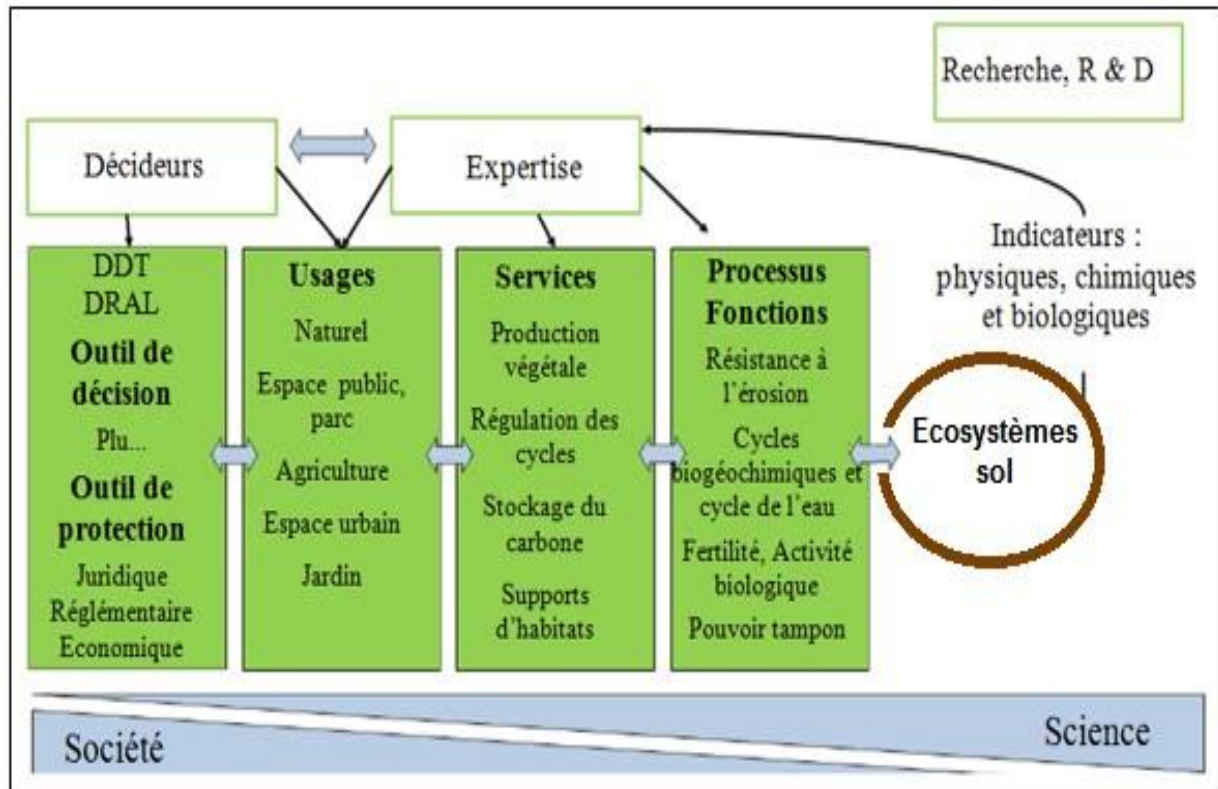 Recherche, R & D
Décideurs
Expertise
Indicateurs :
physiques, chimiques
et biologiques
DDT
DRAL
Outil de
décision
Plu...
Outil de
protection
Juridique
Réglémentaire
Economique
Usages
Naturel
Espace public,
parc
Agriculture
Espace urbain
Jardin
Services
Production
végétale
Régulation des
cycles
Stockage du
carbone
Supports
d'habitats
Processus
Fonctions
Résistance à
l'érosion
Cycles
biogéochimiques et
cycle de l'eau
Fertilité, Activité
biologique
Pouvoir tampon
Ecosystèmes
sol
Société
Science